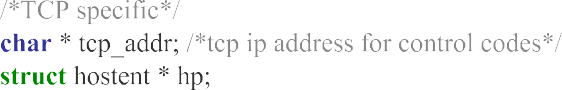 /*TCP specific*/
char * tcp_addr; /*tcp ip address for control codes*/
struct hostent * hp;